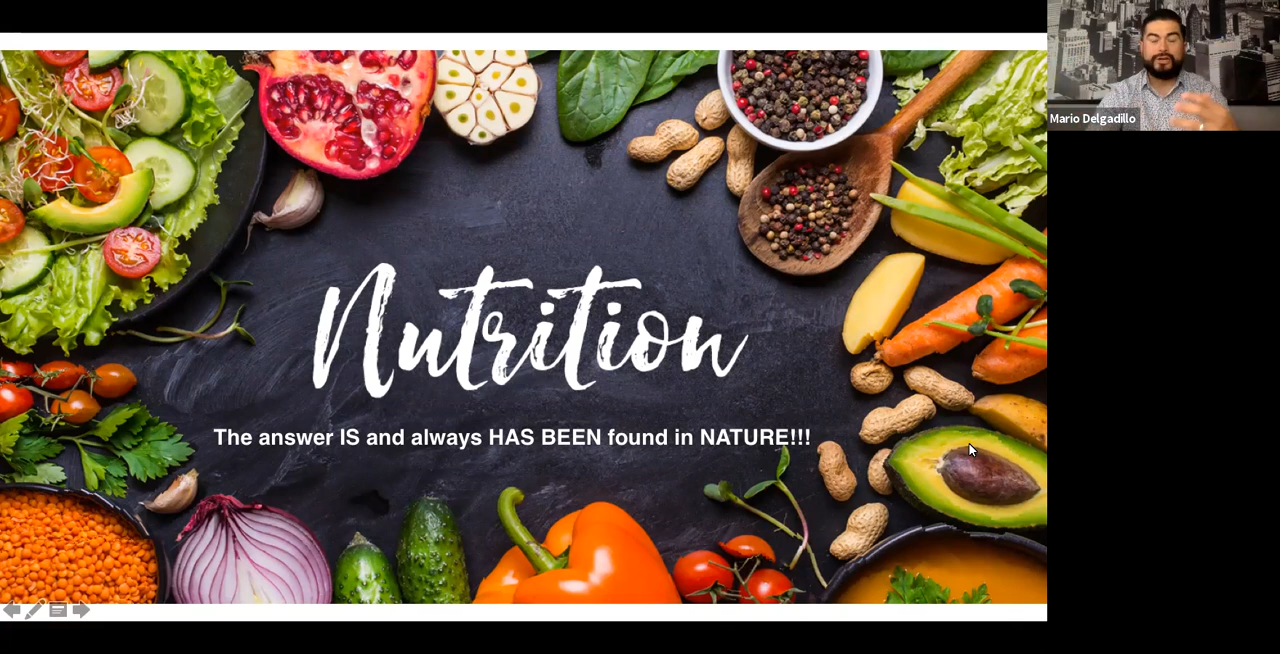 Mario Delgadillo
Nutrition
The answer IS and always HAS BEEN found in NATURE!!!